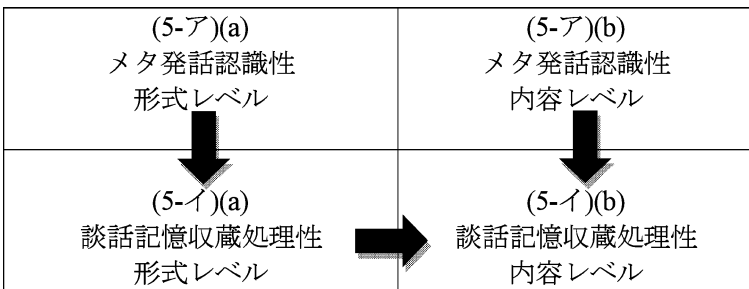 (5-ア)(a)
メタ発話認識性
形式レベル
(5-ア)(b)
メタ発話認識性
内容レベル
(5-イ)(a)
談話記憶収蔵処理性
形式レベル
(5-イ)(b)
談話記憶収蔵処理性
内容レベル